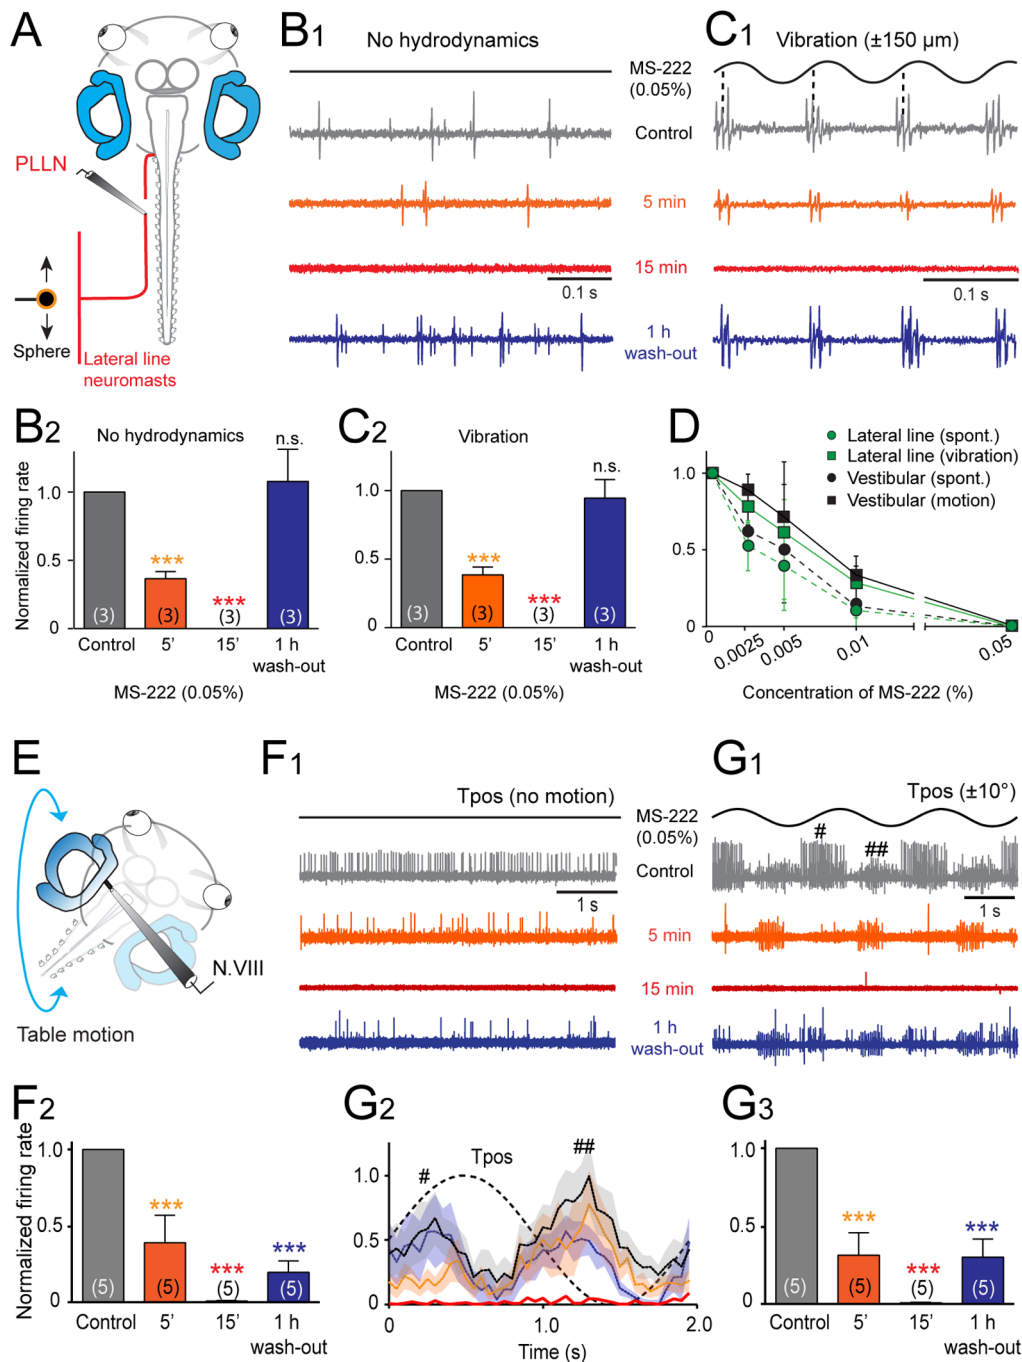 A
PLLN
Sphere
Lateral line
neuromasts
B1
No hydrodynamics
C1
Vibration (±150 µm)
MS-222
(0.05%)
Control
5 min
15 min
0.1 s
0.1 s
1 h
wash-out
B2
No hydrodynamics
n.s.
Normalized firing rate
1.0
0.5
0
***
***
(3)
(3)
(3)
(3)
Control
5’
15’
1 h
wash-out
MS-222 (0.05%)
C2
Vibration
n.s.
1.0
0.5
0
***
***
(3)
(3)
(3)
(3)
Control
5’
15’
1 h
wash-out
MS-222 (0.05%)
D
Lateral line (spont.)
Lateral line (vibration)
Vestibular (spont.)
Vestibular (motion)
1.0
0.5
0
0
0.0025
0.005
0.01
0.05
Concentration of MS-222 (%)
E
N.VIII
Table motion
F1
Tpos (no motion)
G1
Tpos (±10°)
MS-222
(0.05%)
Control
#
##
1 s
1 s
5 min
15 min
1 h
wash-out
F2
Normalized firing rate
1.0
0.5
0
***
***
***
(5)
(5)
(5)
(5)
Control
5’
15’
1 h
wash-out
G2
#
Tpos
##
1.0
0.5
0
0
1.0
2.0
Time (s)
G3
1.0
0.5
0
***
***
***
(5)
(5)
(5)
(5)
Control
5’
15’
1 h
wash-out